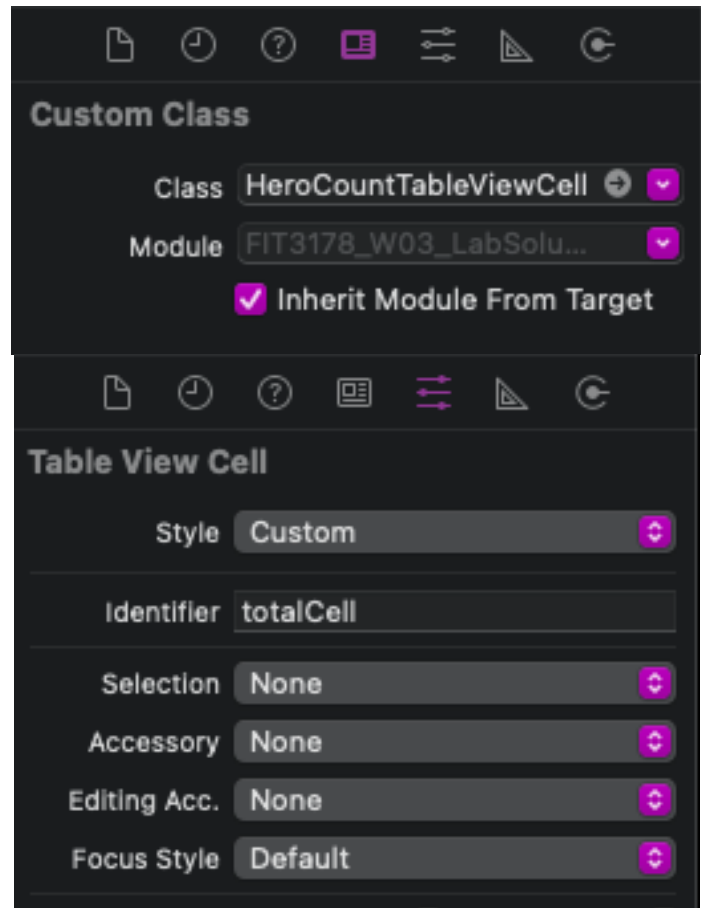 Custom Class
Class HeroCountTableViewCell
Module FIT3178_W03_LabSolu...
Inherit Module From Target
Table View Cell
Style Custom
Identifier totalCell
Selection None
Accessory None
Editing Acc. None
Focus Style Default